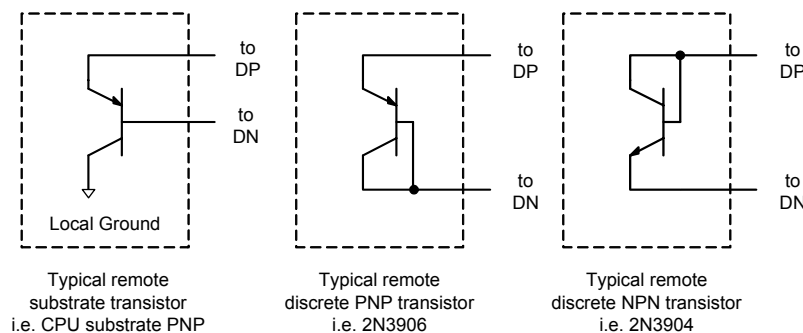 to
DP
to
DN
Local Ground
Typical remote
substrate transistor
i.e. CPU substrate PNP
to
DP
to
DN
Typical remote
discrete PNP transistor
i.e. 2N3906
to
DP
to
DN
Typical remote
discrete NPN transistor
i.e. 2N3904